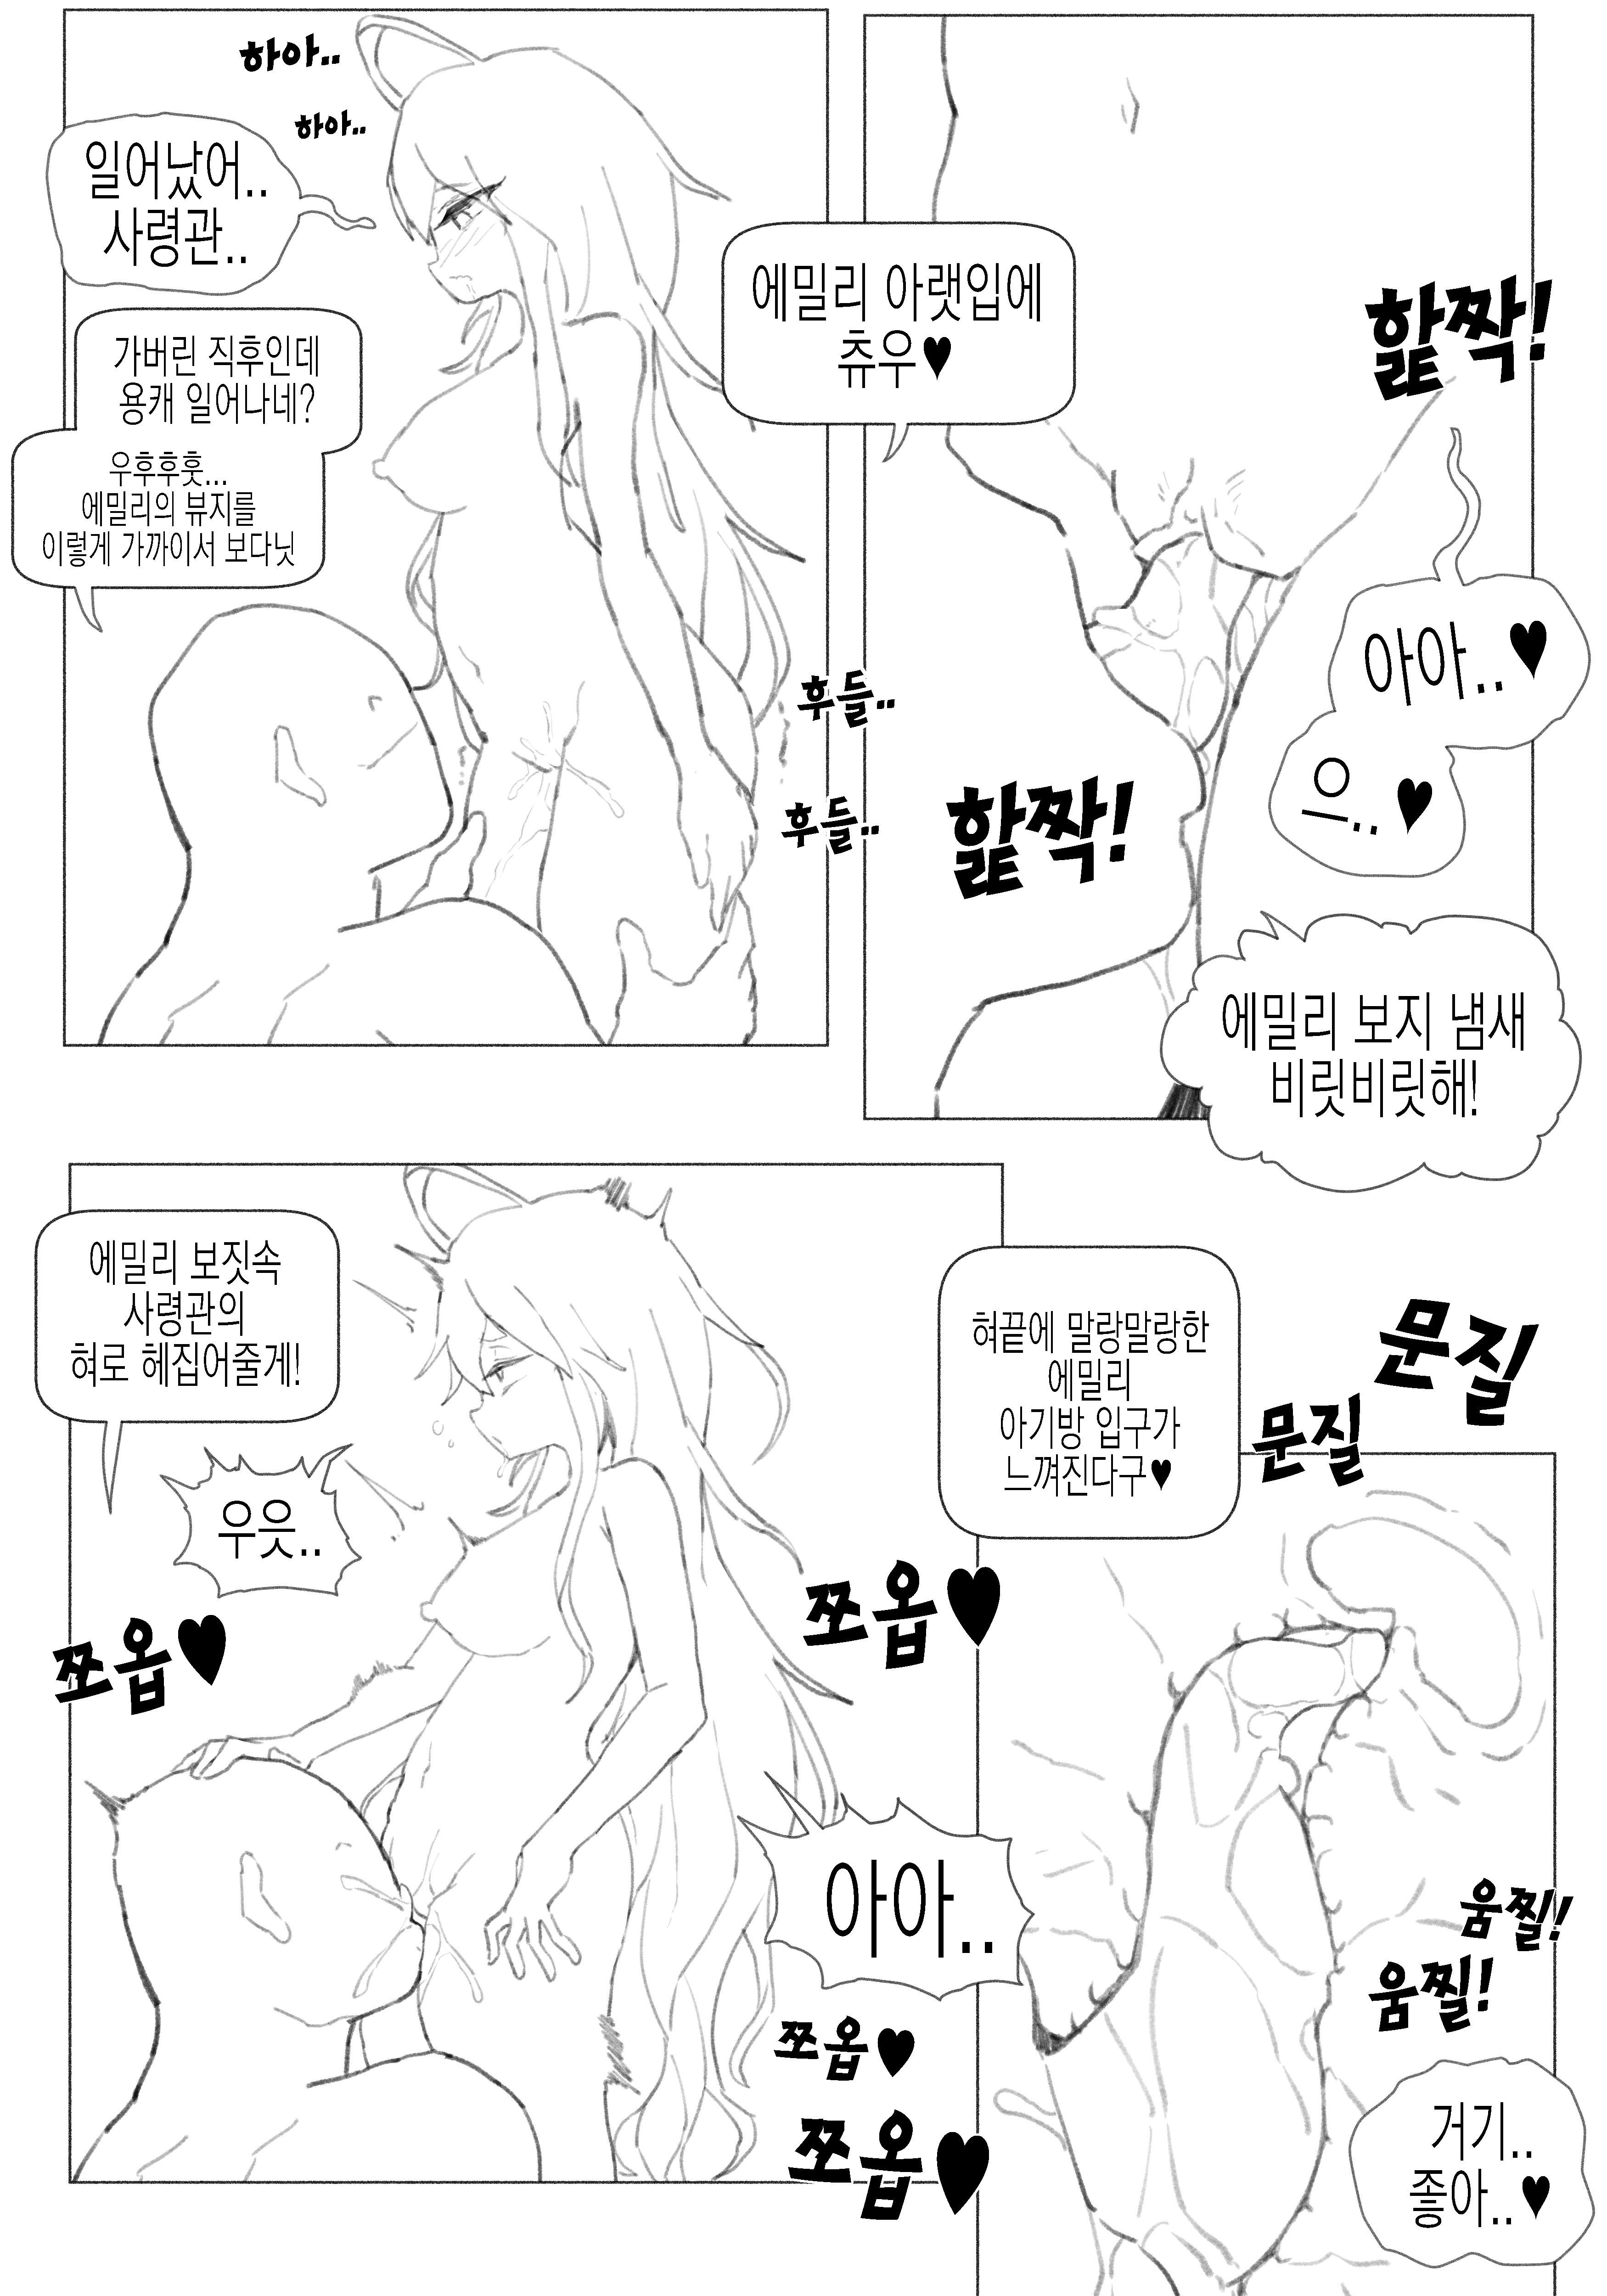 하아..
하아..
일어났어..
사령관..
가버린 직후인데
용캐 일어나네?
우후후훗...
에밀리의 뷰지를
이렇게 가까이서 보다닛
후들..
후들..
에밀리 아랫입에
츄우♥
핥짝!
아아..♥
으..♥
핥짝!
에밀리 보지 냄새
비릿비릿해!
에밀리 보짓속
사령관의
혀로 헤집어줄게!
우읏..
쪼옵♥
쪼옵♥
아아..
쪼옵♥
쪼옵♥
혀끝에 말랑말랑한
에밀리
아기방 입구가
느껴진다구♥
문질
문질
움찔!
움찔!
거기..
좋아..♥